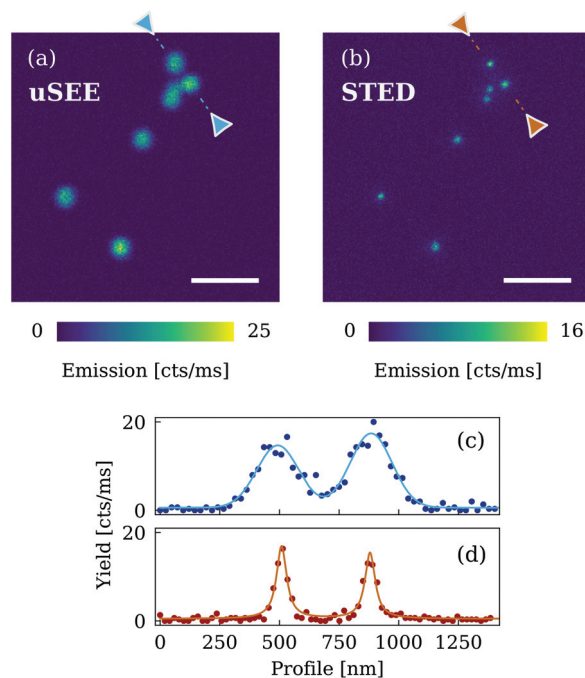 (a)
uSEE
(b)
STED
0
25
Emission [cts/ms]
0
16
Emission [cts/ms]
20
0
(c)
20
0
(d)
Yield [cts/ms]
0 250 500 750 1000 1250
Profile [nm]